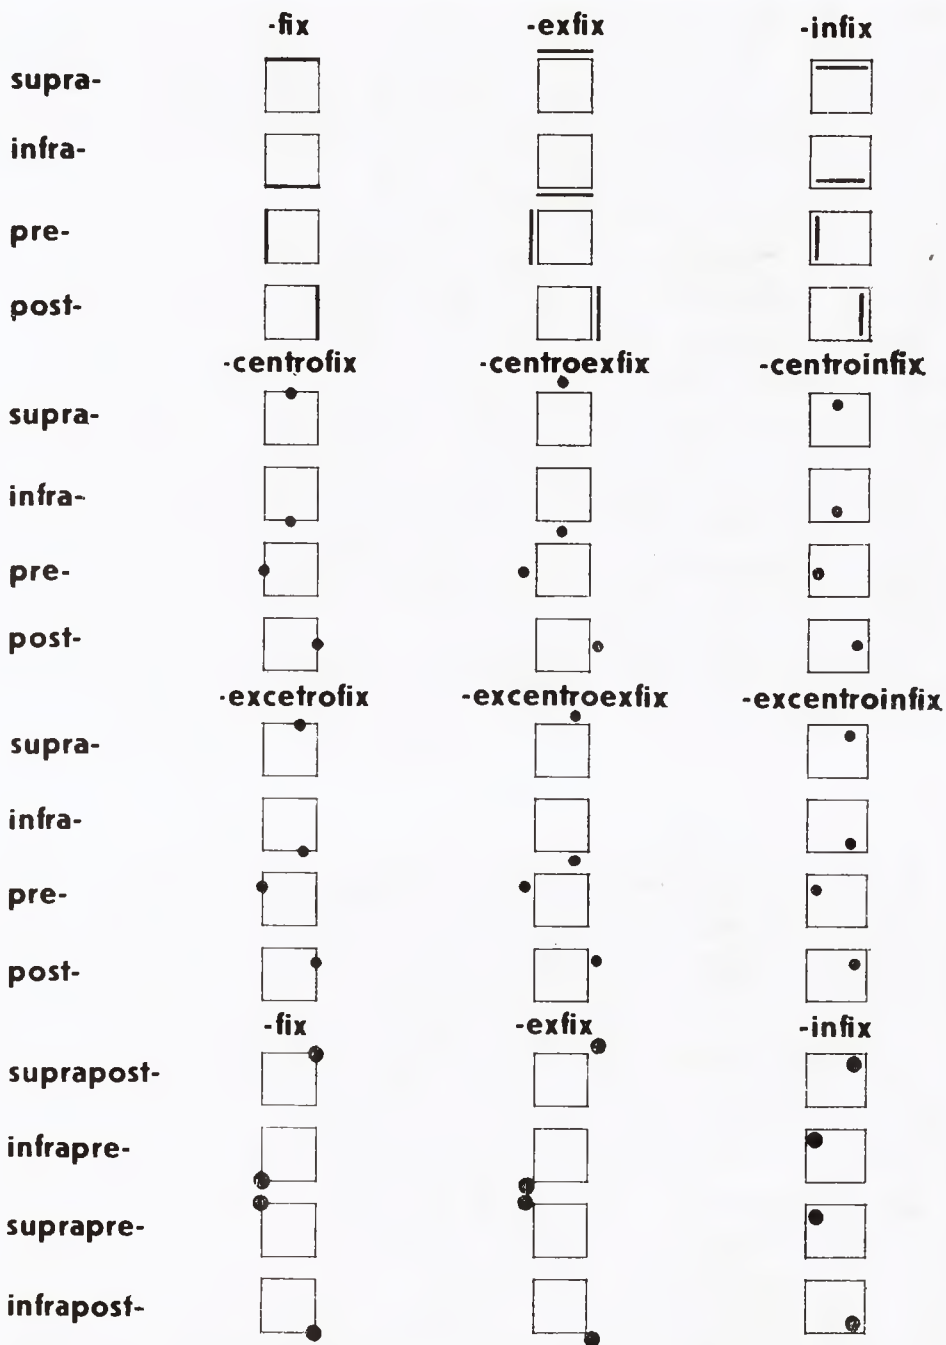 -fix -exfix -infix
supra-
infra-
pre-
post-
-centrofix -centroexfix -centroinfix
supra-
infra-
pre-
post-
-excetrofix -excentroexfix -excentroinfix
supra-
infra-
pre-
post-
-fix -exfix -infix
suprapost-
infrapre-
suprapre-
infrapost-